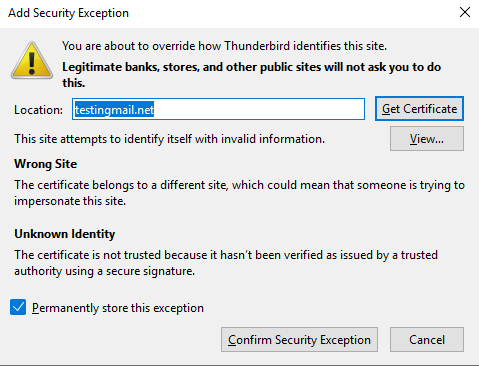 Add Security Exception
You are about to override how Thunderbird identifies this site.
Legitimate banks, stores, and other public sites will not ask you to do
this.
Location:
testingmail.net
Get Certificate
This site attempts to identify itself with invalid information.
View...
Wrong Site
The certificate belongs to a different site, which could mean that someone is trying to
impersonate this site.
Unknown Identity
The certificate is not trusted because it hasn't been verified as issued by a trusted
authority using a secure signature.
Permanently store this exception
Confirm Security Exception
Cancel